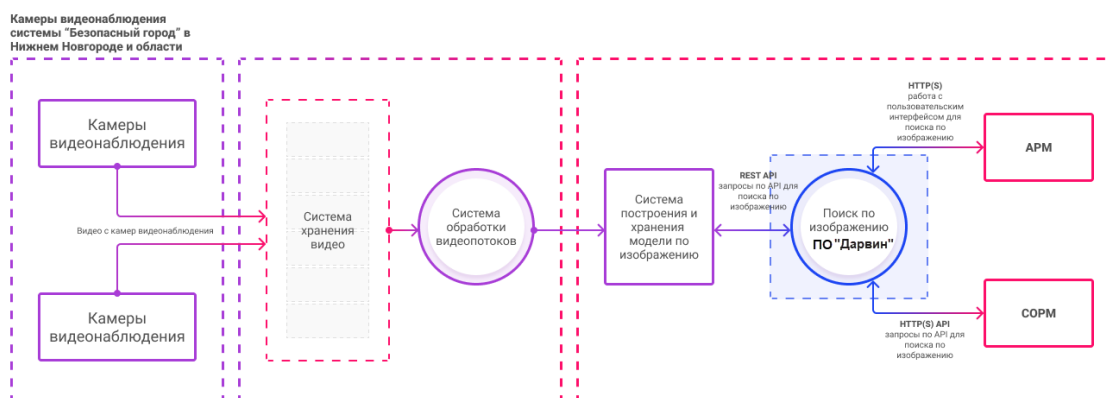 Камеры видеонаблюдения
системы “Безопасный город” в
Нижнем Новгороде и области
Камеры
видеонаблюдения
Видео с камер видеонаблюдения
Камеры
видеонаблюдения
Система
хранения
видео
Система
обработки
видеопотоков
Система
построения и
хранения
модели по
изображению
REST API
запросы по API для
поиска по
изображению
Поиск по
изображению
ПО "Дарвин"
HTTP(S)
работа с
пользовательским
интерфейсом для
поиска по
изображению
АРМ
HTTP(S) API
запросы по API для
поиска по
изображению
СОРМ